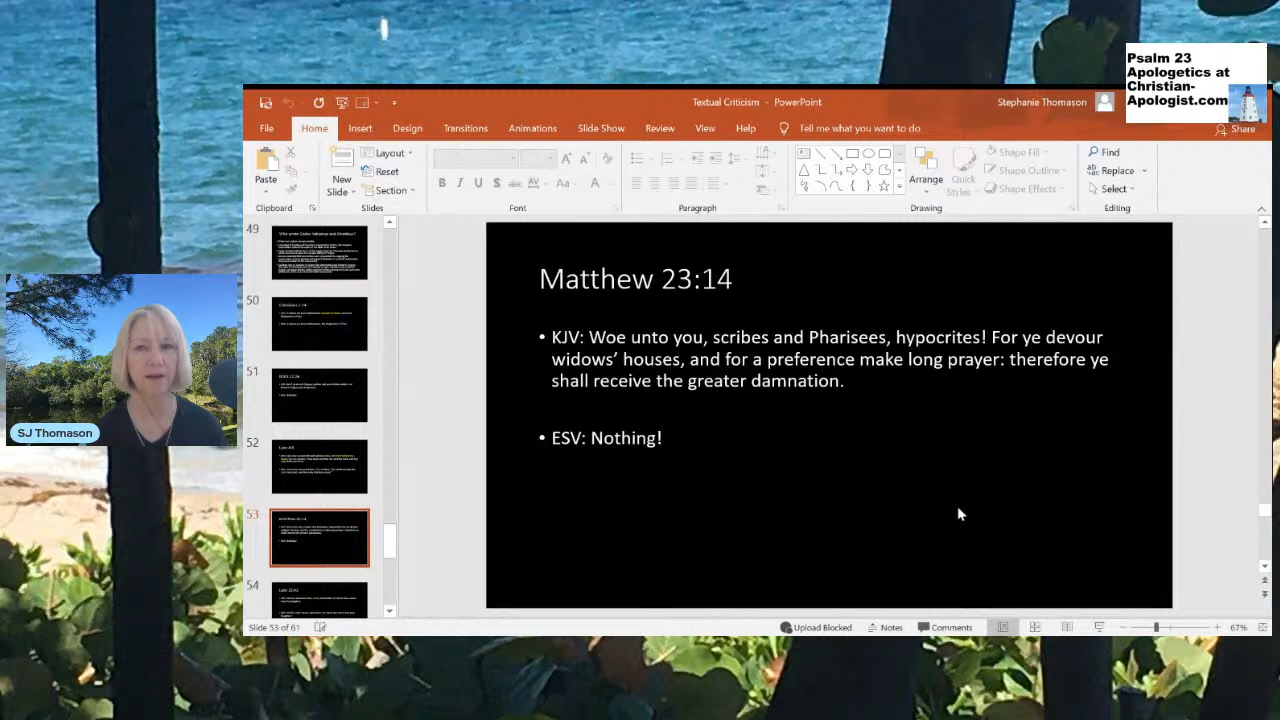 Psalm 23
Apologetics at
Christian-
Apologist.com
Textual Criticism - PowerPoint
Stephanie Thomason
File
Home
Insert
Design
Transitions
Animations
Slide Show
Review
View
Help
Tell me what you want to do
Share
Paste
New
Slide
Layout
Reset
Section
Arrange
Quick
Styles
Shape Fill
Shape Outline
Shape Effects
Find
Replace
Select
Clipboard
Slides
Font
Paragraph
Drawing
Editing
49
50
51
52
53
54
Matthew 23:14
• KJV: Woe unto you, scribes and Pharisees, hypocrites! For ye devour
widows’ houses, and for a preference make long prayer: therefore ye
shall receive the greater damnation.
• ESV: Nothing!
SJ Thomason
Slide 53 of 61
Upload Blocked
Notes
Comments
67%